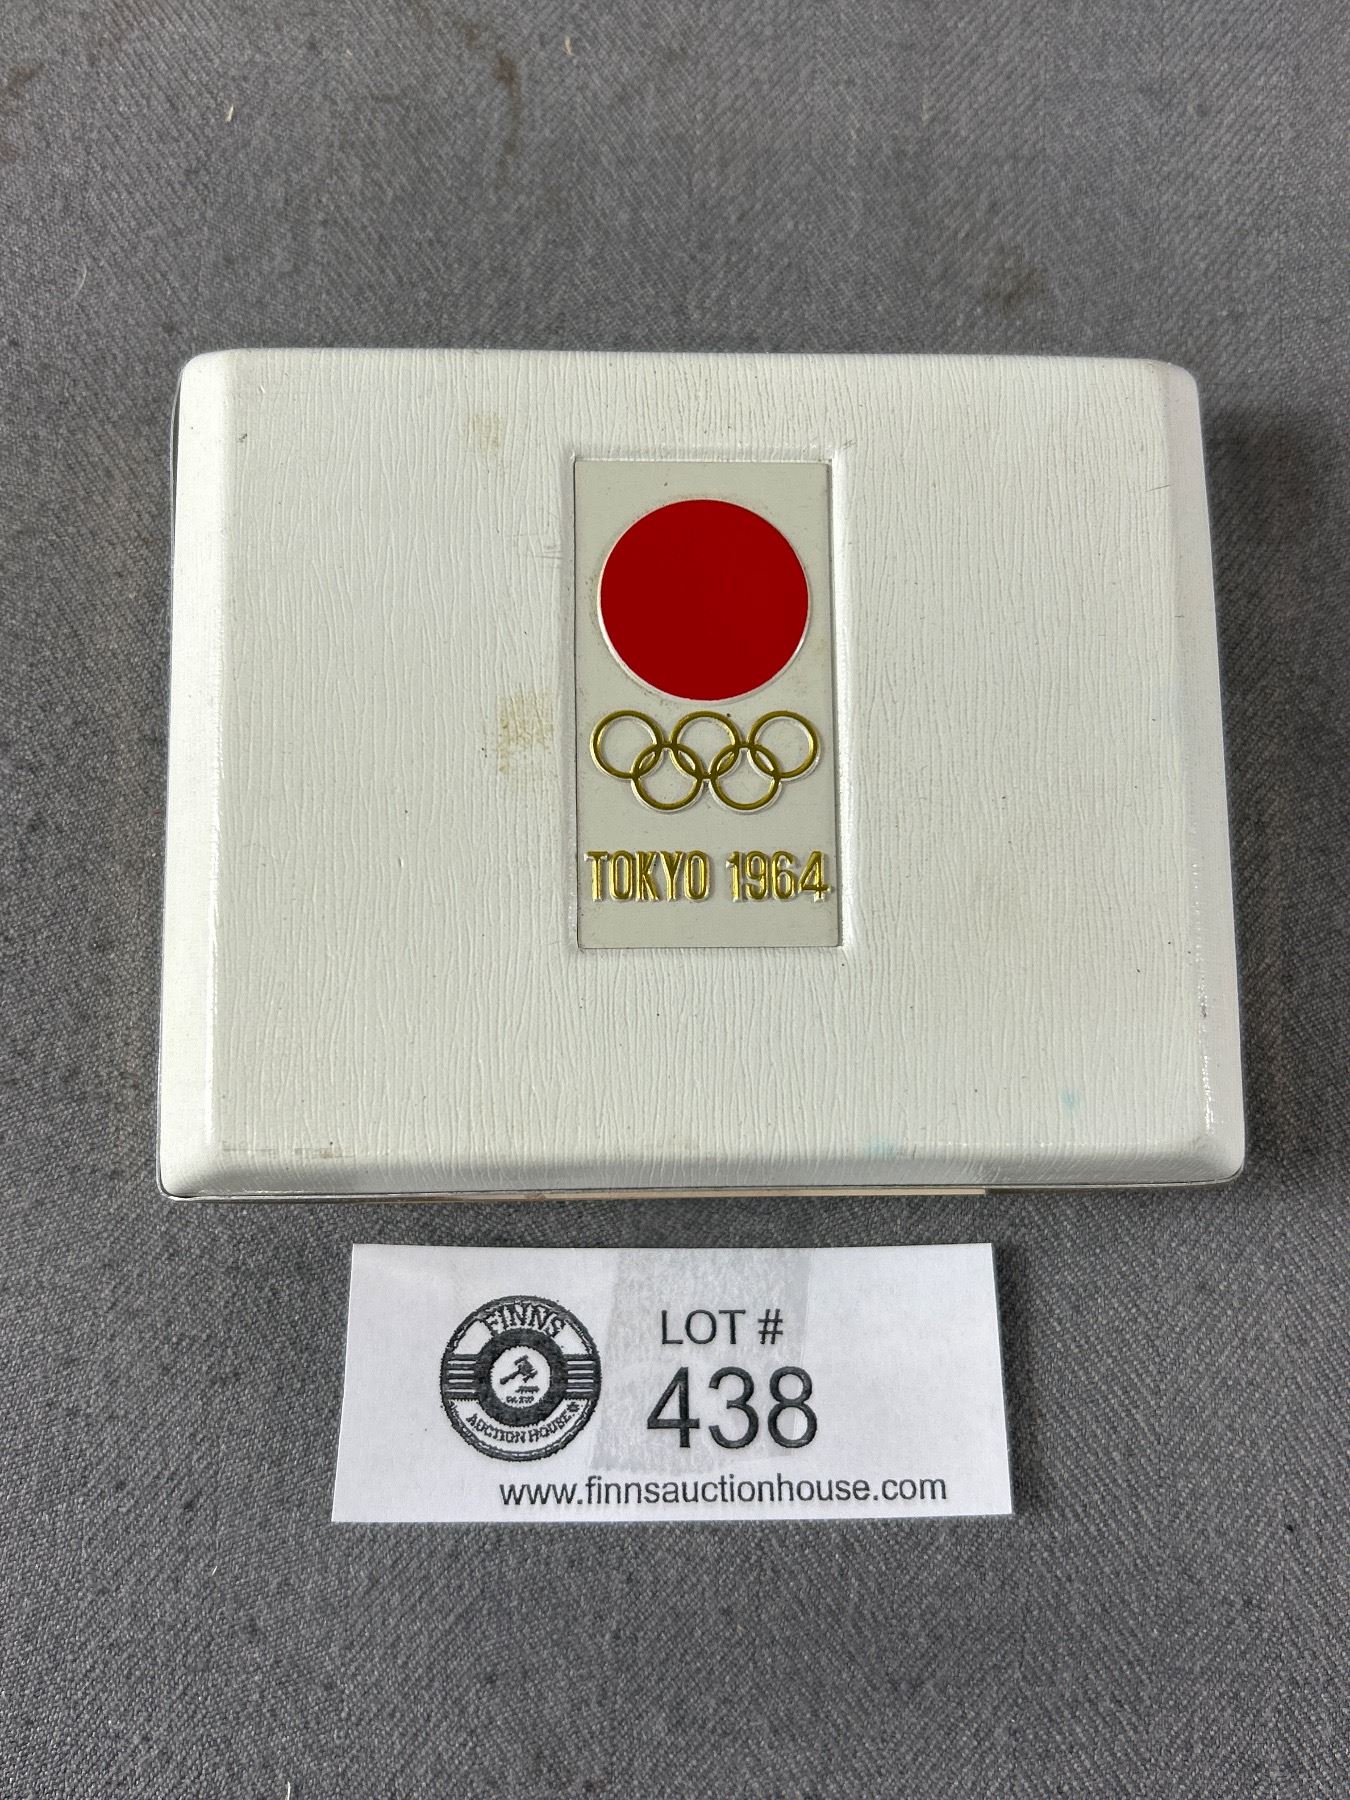 TOKYO 1964
FINNS
AUCTION HOUSE
LOT #
438
www.finnsauctionhouse.com